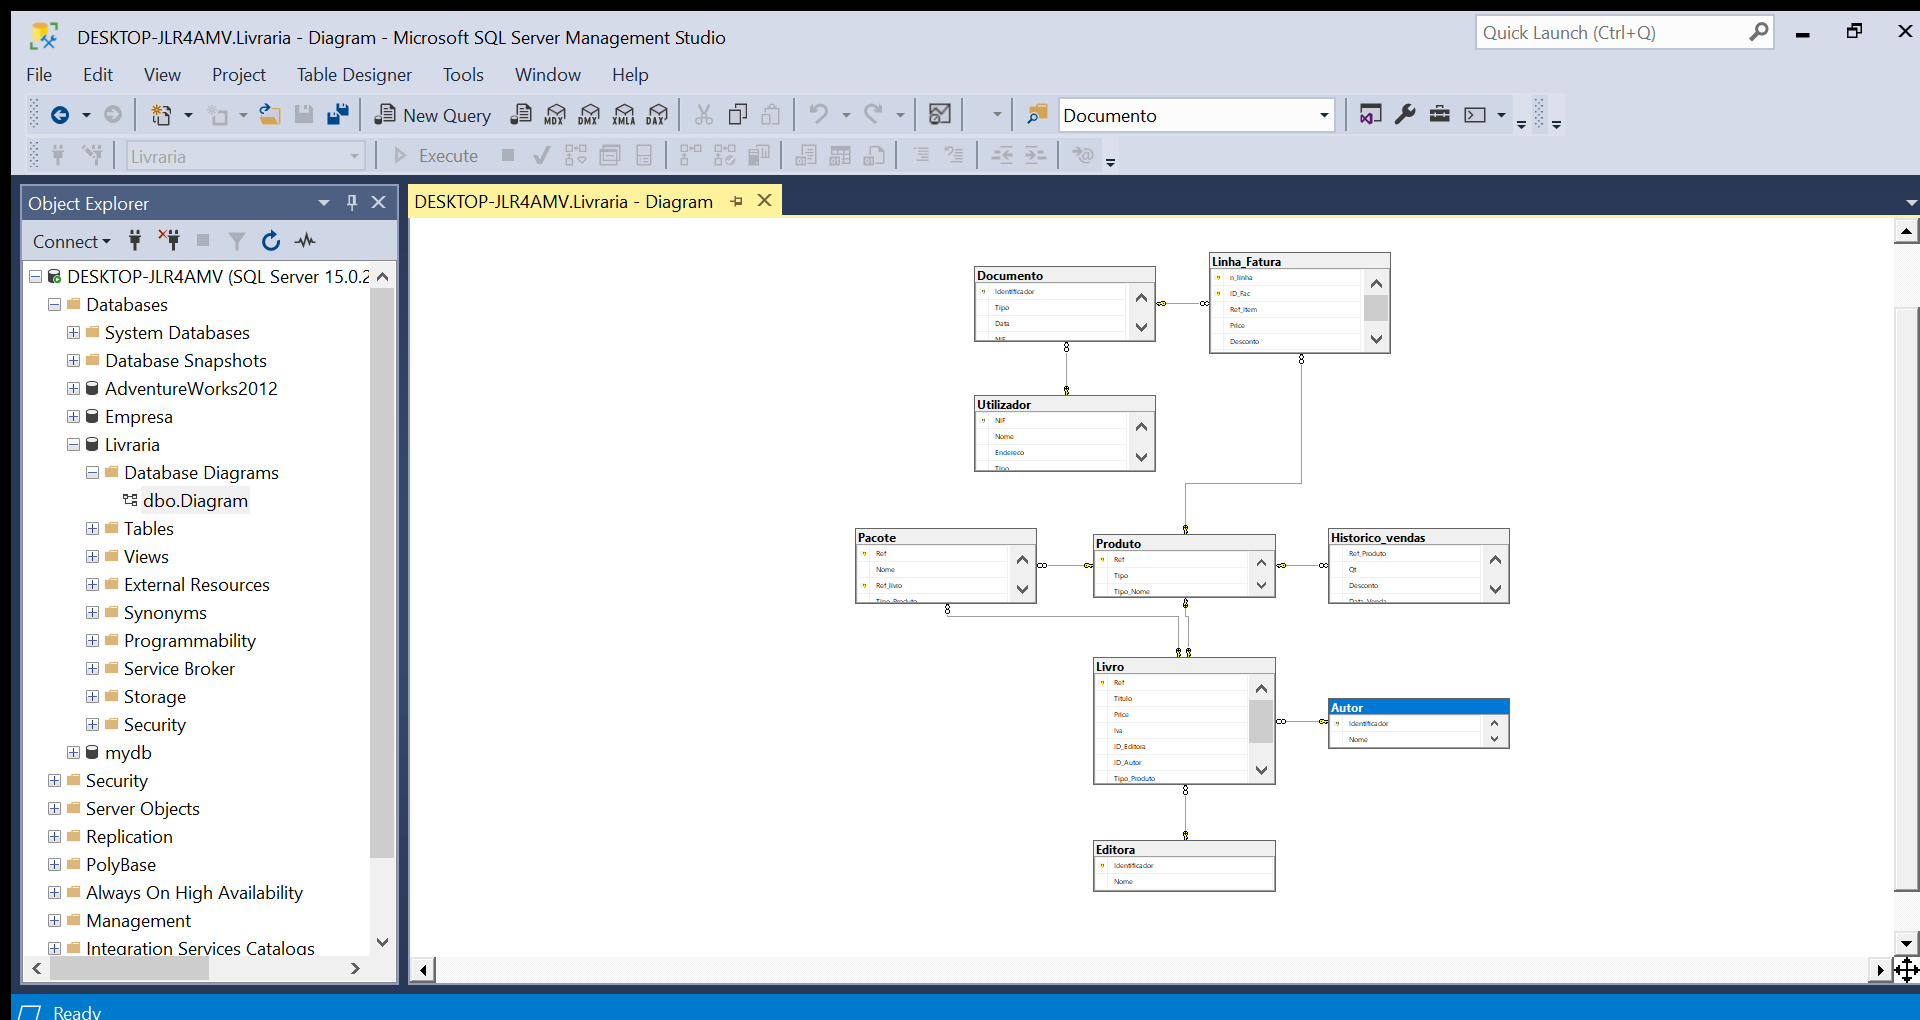 DESKTOP-JLR4AMV.Livraria - Diagram - Microsoft SQL Server Management Studio
Quick Launch (Ctrl+Q)
File Edit View Project Table Designer Tools Window Help
New Query
MDX
DMX
XMLA
DAX
Documento
Livraria
Execute
Object Explorer
DESKTOP-JLR4AMV.Livraria - Diagram
Connect
DESKTOP-JLR4AMV (SQL Server 15.0.2
Databases
System Databases
Database Snapshots
AdventureWorks2012
Empresa
Livraria
Database Diagrams
dbo.Diagram
Tables
Views
External Resources
Synonyms
Programmability
Service Broker
Storage
Security
mydb
Security
Server Objects
Replication
PolyBase
Always On High Availability
Management
Integration Services Catalogs
Documento
Identificador
Tipo
Data
NIF
Linha_Fatura
n_linha
ID_Fac
Ref_Item
Price
Desconto
Utilizador
NIF
Nome
Endereco
Tipo
Pacote
Ref
Nome
Ref_livro
Tipo_Produto
Produto
Ref
Tipo
Tipo_Nome
Historico_vendas
Ref_Produto
Qt
Desconto
Data_Venda
Livro
Ref
Titulo
Price
Iva
ID_Editora
ID_Autor
Tipo_Produto
Autor
Identificador
Nome
Editora
Identificador
Nome
Ready